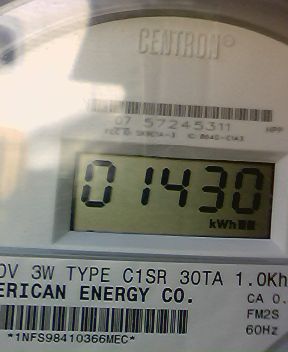 CENTRON®
07 57245311 HPP
01430
kWh
0V 3W TYPE C1SR 30TA 1.0Kh
ERICAN ENERGY CO. CA 0.
FM2S
60Hz
*1NFS98410366MEC*